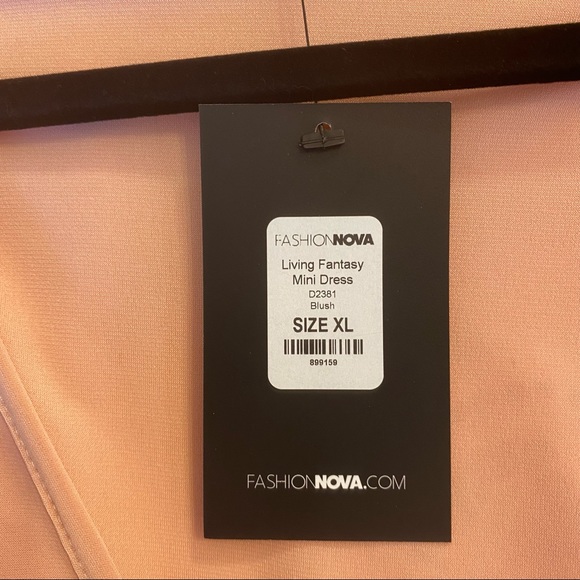 FASHIONNOVA
Living Fantasy
Mini Dress
D2381
Blush
SIZE XL
899159
FASHIONNOVA.COM